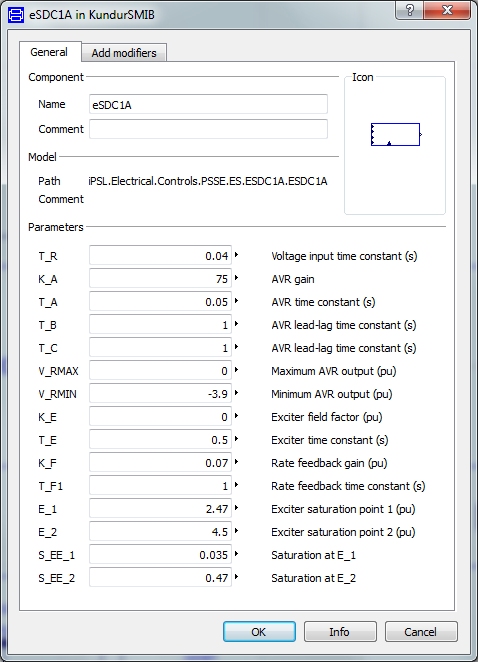 eSDC1A in KundurSMIB
?
General Add modifiers
Component
Icon
Name eSDC1A
Comment
Model
Path iPSL.Electrical.Controls.PSSE.ES.ESDC1A.ESDC1A
Comment
Parameters
T_R 0.04 Voltage input time constant (s)
K_A 75 AVR gain
T_A 0.05 AVR time constant (s)
T_B 1 AVR lead-lag time constant (s)
T_C 1 AVR lead-lag time constant (s)
V_RMAX 0 Maximum AVR output (pu)
V_RMIN -3.9 Minimum AVR output (pu)
K_E 0 Exciter field factor (pu)
T_E 0.5 Exciter time constant (s)
K_F 0.07 Rate feedback gain (pu)
T_F1 1 Rate feedback time constant (s)
E_1 2.47 Exciter saturation point 1 (pu)
E_2 4.5 Exciter saturation point 2 (pu)
S_EE_1 0.035 Saturation at E_1
S_EE_2 0.47 Saturation at E_2
OK Info Cancel